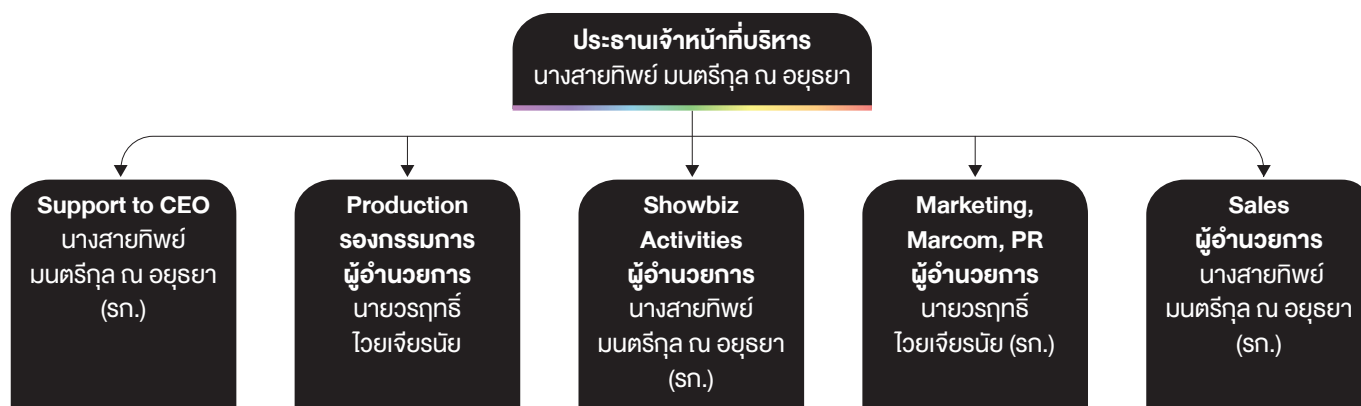 ประธานเจ้าหน้าที่บริหาร
นางสายทิพย์ มนตรีกุล ณ อยุธยา
Support to CEO
นางสายทิพย์
มนตรีกุล ณ อยุธยา
(รก.)
Production
รองกรรมการ
ผู้อำนวยการ
นายวรฤทธิ์
ไวยเจียรนัย
Showbiz
Activities
ผู้อำนวยการ
นางสายทิพย์
มนตรีกุล ณ อยุธยา
(รก.)
Marketing,
Marcom, PR
ผู้อำนวยการ
นายวรฤทธิ์
ไวยเจียรนัย (รก.)
Sales
ผู้อำนวยการ
นางสายทิพย์
มนตรีกุล ณ อยุธยา
(รก.)